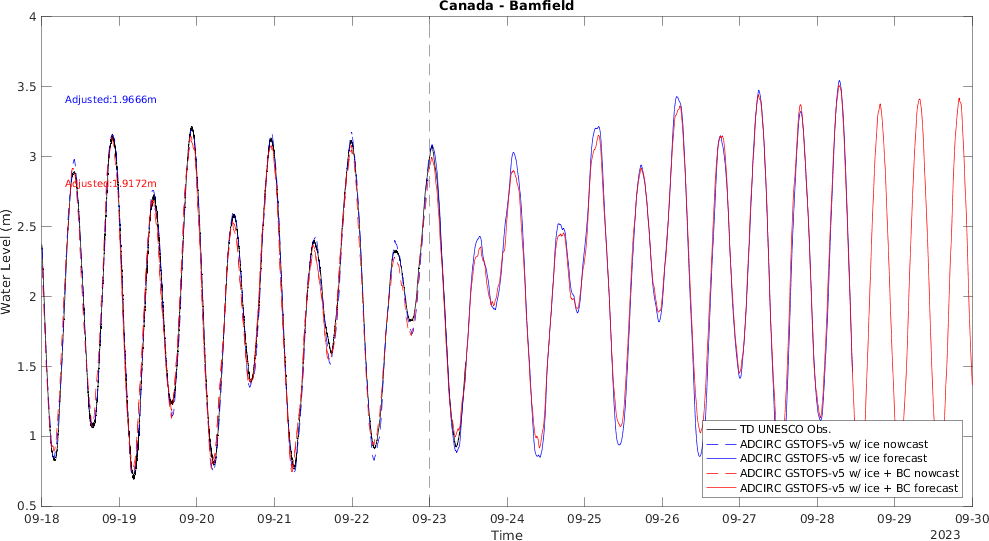 Canada - Bamfield
4
3.5
3
2.5
2
1.5
1
0.5
Water Level (m)
Adjusted:1.9666m
Adjusted:1.9172m
TD UNESCO Obs.
ADCIRC GSTOFS-v5 w/ ice nowcast
ADCIRC GSTOFS-v5 w/ ice forecast
ADCIRC GSTOFS-v5 w/ ice + BC nowcast
ADCIRC GSTOFS-v5 w/ ice + BC forecast
09-18 09-19 09-20 09-21 09-22 09-23 09-24 09-25 09-26 09-27 09-28 09-29 09-30
Time
2023